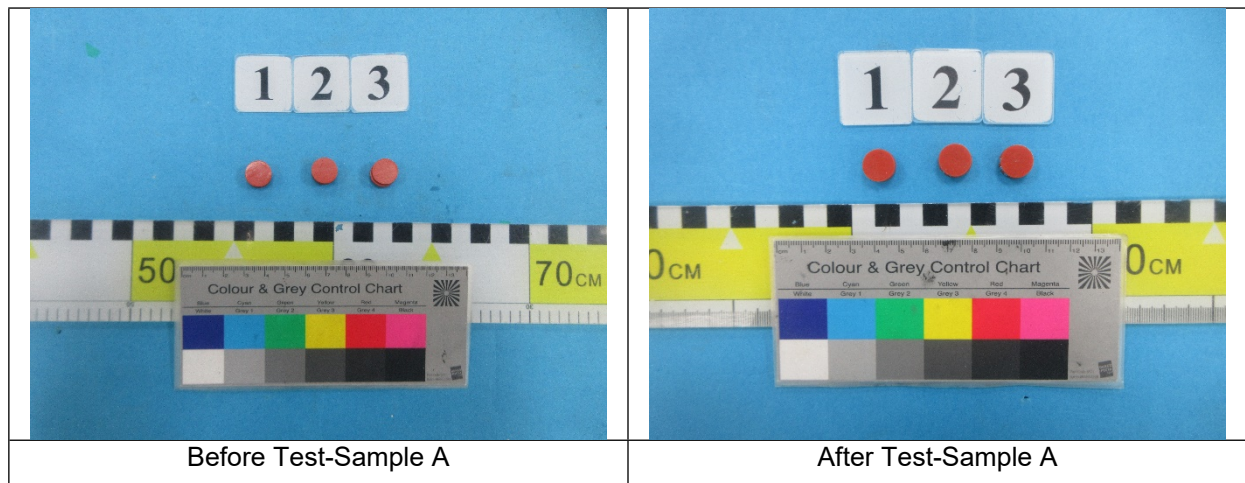 1 2 3
50
70CM
Colour & Grey Control Chart
Blue Cyan Green Yellow Red Magenta
White Grey 1 Grey 2 Grey 3 Grey 4 Black
Before Test-Sample A
1 2 3
0CM
0CM
Colour & Grey Control Chart
Blue Cyan Green Yellow Red Magenta
White Grey 1 Grey 2 Grey 3 Grey 4 Black
After Test-Sample A